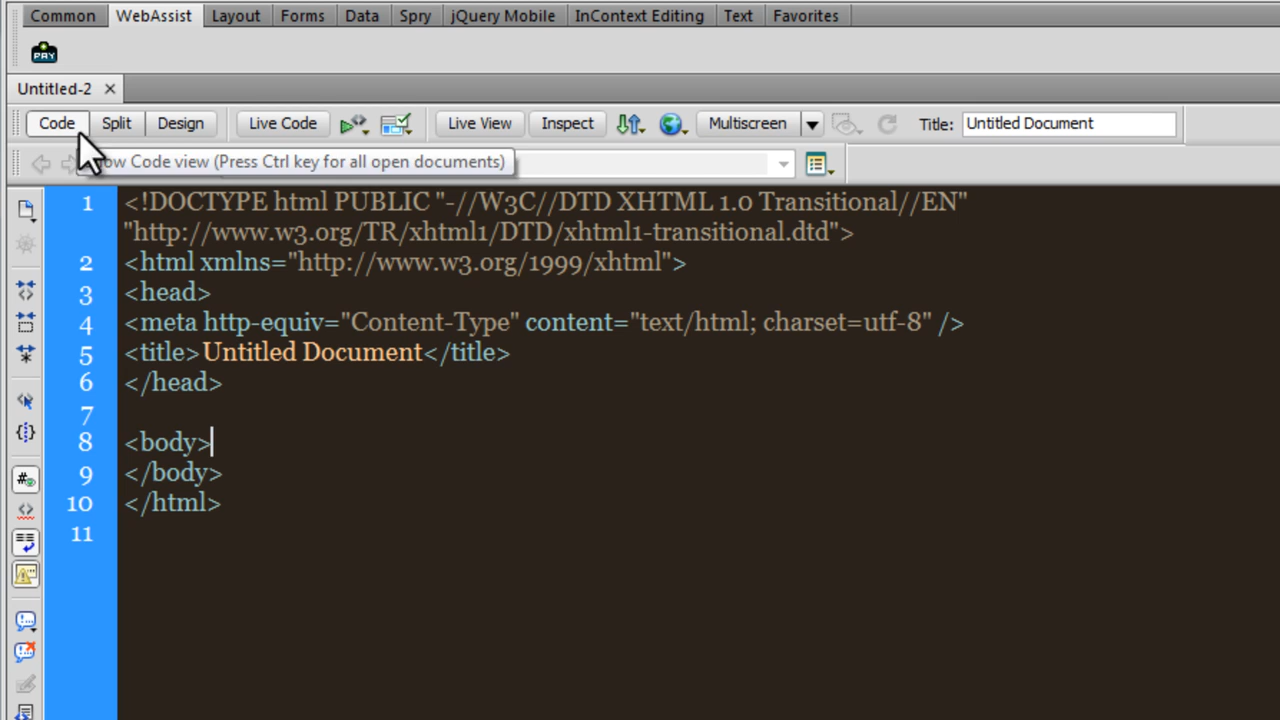 Common WebAssist Layout Forms Data Spry jQuery Mobile InContext Editing Text Favorites
PAY
Untitled-2 ×
Code Split Design Live Code Live View Inspect Multiscreen Title: Untitled Document
Code view (Press Ctrl key for all open documents)
1 <!DOCTYPE html PUBLIC "-//W3C//DTD XHTML 1.0 Transitional//EN"
"http://www.w3.org/TR/xhtml1/DTD/xhtml1-transitional.dtd">
2 <html xmlns="http://www.w3.org/1999/xhtml">
3 <head>
4 <meta http-equiv="Content-Type" content="text/html; charset=utf-8" />
5 <title>Untitled Document</title>
6 </head>
7
8 <body>
9 </body>
10 </html>
11